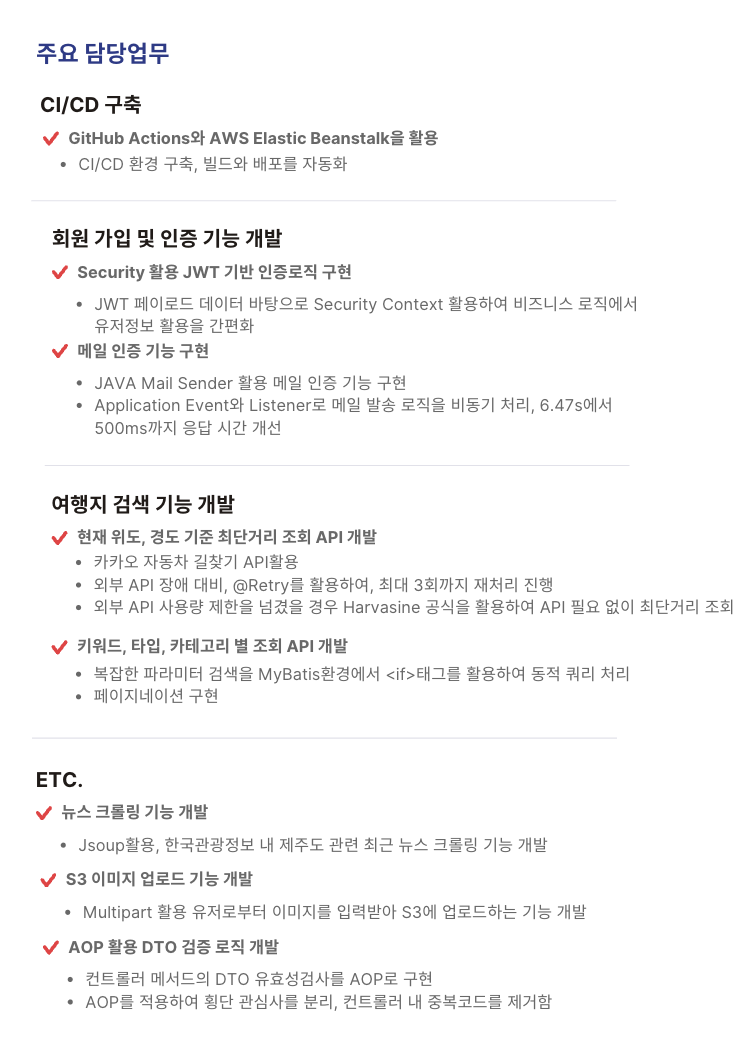 주요 담당업무
CI/CD 구축
GitHub Actions와 AWS Elastic Beanstalk을 활용
• CI/CD 환경 구축, 빌드와 배포를 자동화
회원 가입 및 인증 기능 개발
Security 활용 JWT 기반 인증로직 구현
• JWT 페이로드 데이터 바탕으로 Security Context 활용하여 비즈니스 로직에서
유저정보 활용을 간편화
메일 인증 기능 구현
• JAVA Mail Sender 활용 메일 인증 기능 구현
• Application Event와 Listener로 메일 발송 로직을 비동기 처리, 6.47s에서
500ms까지 응답 시간 개선
여행지 검색 기능 개발
현재 위도, 경도 기준 최단거리 조회 API 개발
• 카카오 자동차 길찾기 API활용
• 외부 API 장애 대비, @Retry를 활용하여, 최대 3회까지 재처리 진행
• 외부 API 사용량 제한을 넘겼을 경우 Harvasine 공식을 활용하여 API 필요 없이 최단거리 조회
키워드, 타입, 카테고리 별 조회 API 개발
• 복잡한 파라미터 검색을 MyBatis환경에서 <if>태그를 활용하여 동적 쿼리 처리
• 페이지네이션 구현
ETC.
뉴스 크롤링 기능 개발
• Jsoup활용, 한국관광정보 내 제주도 관련 최근 뉴스 크롤링 기능 개발
S3 이미지 업로드 기능 개발
• Multipart 활용 유저로부터 이미지를 입력받아 S3에 업로드하는 기능 개발
AOP 활용 DTO 검증 로직 개발
• 컨트롤러 메서드의 DTO 유효성검사를 AOP로 구현
• AOP를 적용하여 횡단 관심사를 분리, 컨트롤러 내 중복코드를 제거함